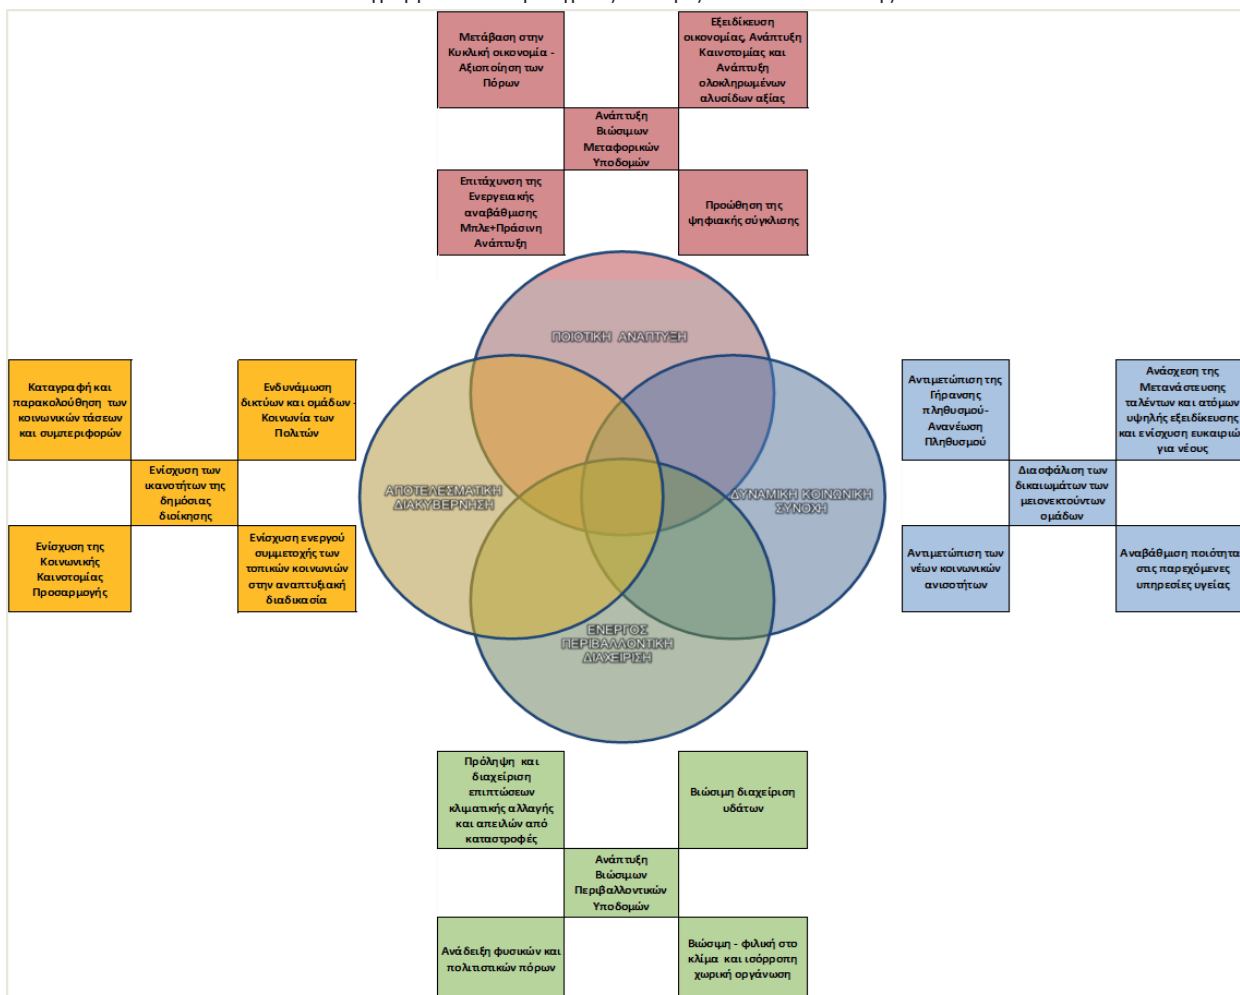 Μετάβαση στην
Κυκλική οικονομία -
Αξιοποίηση των
Πόρων
Εξειδίκευση
οικονομίας, Ανάπτυξη
Καινοτομίας και
Ανάπτυξη
ολοκληρωμένων
αλυσίδων αξίας
Ανάπτυξη
Βιώσιμων
Μεταφορικών
Υποδομών
Επιτάχυνση της
Ενεργειακής
αναβάθμισης
Μπλε+Πράσινη
Ανάπτυξη
Προώθηση της
ψηφιακής σύγκλισης
ΠΟΙΟΤΙΚΗ ΑΝΑΠΤΥΞΗ
Καταγραφή και
παρακολούθηση των
κοινωνικών τάσεων
και συμπεριφορών
Ενδυνάμωση
δικτύων και ομάδων -
Κοινωνία των
Πολιτών
Ενίσχυση των
ικανοτήτων της
δημόσιας
διοίκησης
Ενίσχυση της
Κοινωνικής
Καινοτομίας
Προσαρμογής
Ενίσχυση ενεργού
συμμετοχής των
τοπικών κοινωνιών
στην αναπτυξιακή
διαδικασία
ΑΠΟΤΕΛΕΣΜΑΤΙΚΗ
ΔΙΑΚΥΒΕΡΝΗΣΗ
ΔΥΝΑΜΙΚΗ ΚΟΙΝΩΝΙΚΗ
ΣΥΝΟΧΗ
Αντιμετώπιση της
Γήρανσης
πληθυσμού-
Ανανέωση
Πληθυσμού
Ανάσχεση της
Μετανάστευσης
ταλέντων και ατόμων
υψηλής εξειδίκευσης
και ενίσχυση ευκαιριώ
για νέους
Διασφάλιση των
δικαιωμάτων των
μειονεκτούντων
ομάδων
Αντιμετώπιση των
νέων κοινωνικών
ανισοτήτων
Αναβάθμιση ποιότητα
στις παρεχόμενες
υπηρεσίες υγείας
ΕΝΕΡΓΟΣ
ΠΕΡΙΒΑΛΛΟΝΤΙΚΗ
ΔΙΑΧΕΙΡΙΣΗ
Πρόληψη και
διαχείριση
επιπτώσεων
κλιματικής αλλαγής
και απειλών από
καταστροφές
Βιώσιμη διαχείριση
υδάτων
Ανάπτυξη
Βιώσιμων
Περιβαλλοντικών
Υποδομών
Ανάδειξη φυσικών και
πολιτιστικών πόρων
Βιώσιμη - φιλική στο
κλίμα και ισόρροπη
χωρική οργάνωση